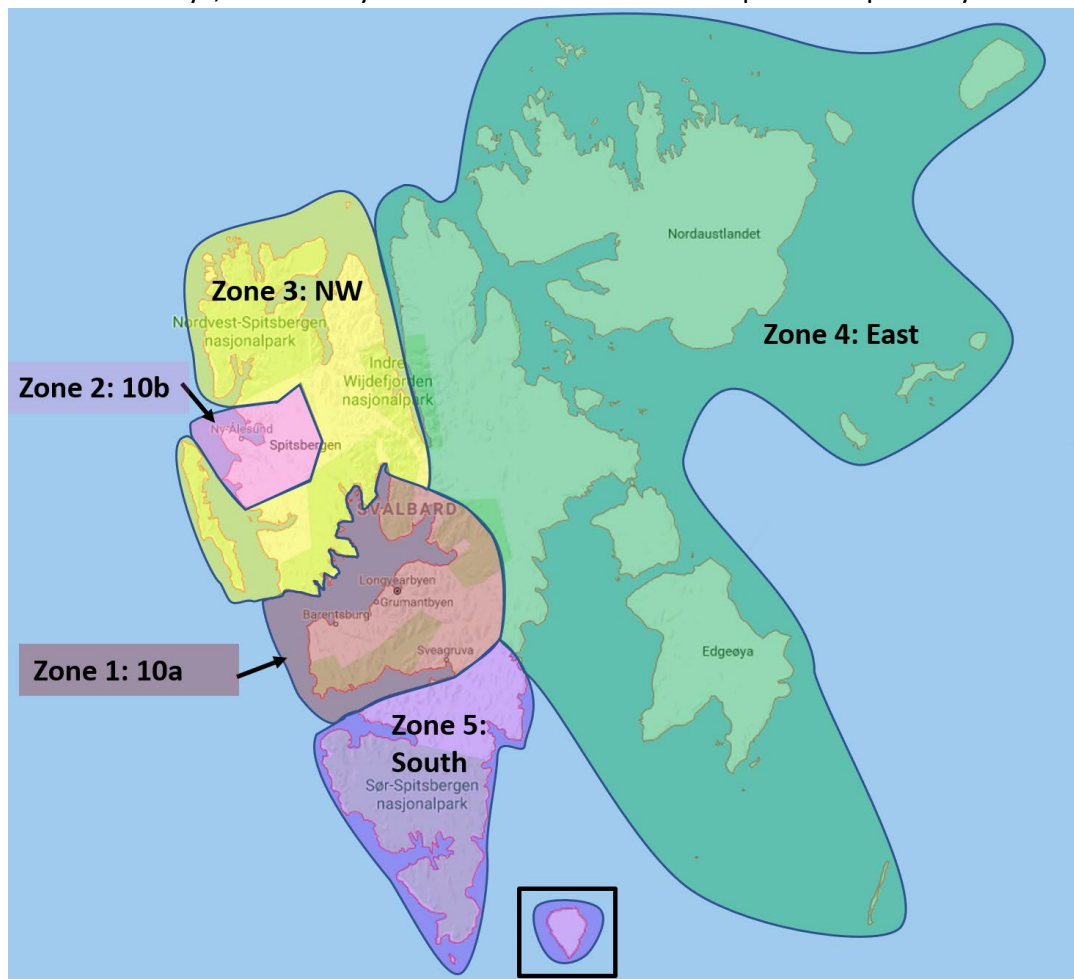 Nordaustlandet
Zone 3: NW
Nordvest-Spitsbergen
nasjonalpark
Zone 4: East
Indre
Wijdefjorden
nasjonalpark
Zone 2: 10b
Ny-Ålesund
Spitsbergen
SVALBARD
Longyearbyen
Grumantbyen
Barentsburg
Sveagruva
Edgeøya
Zone 1: 10a
Zone 5:
South
Sør-Spitsbergen
nasjonalpark